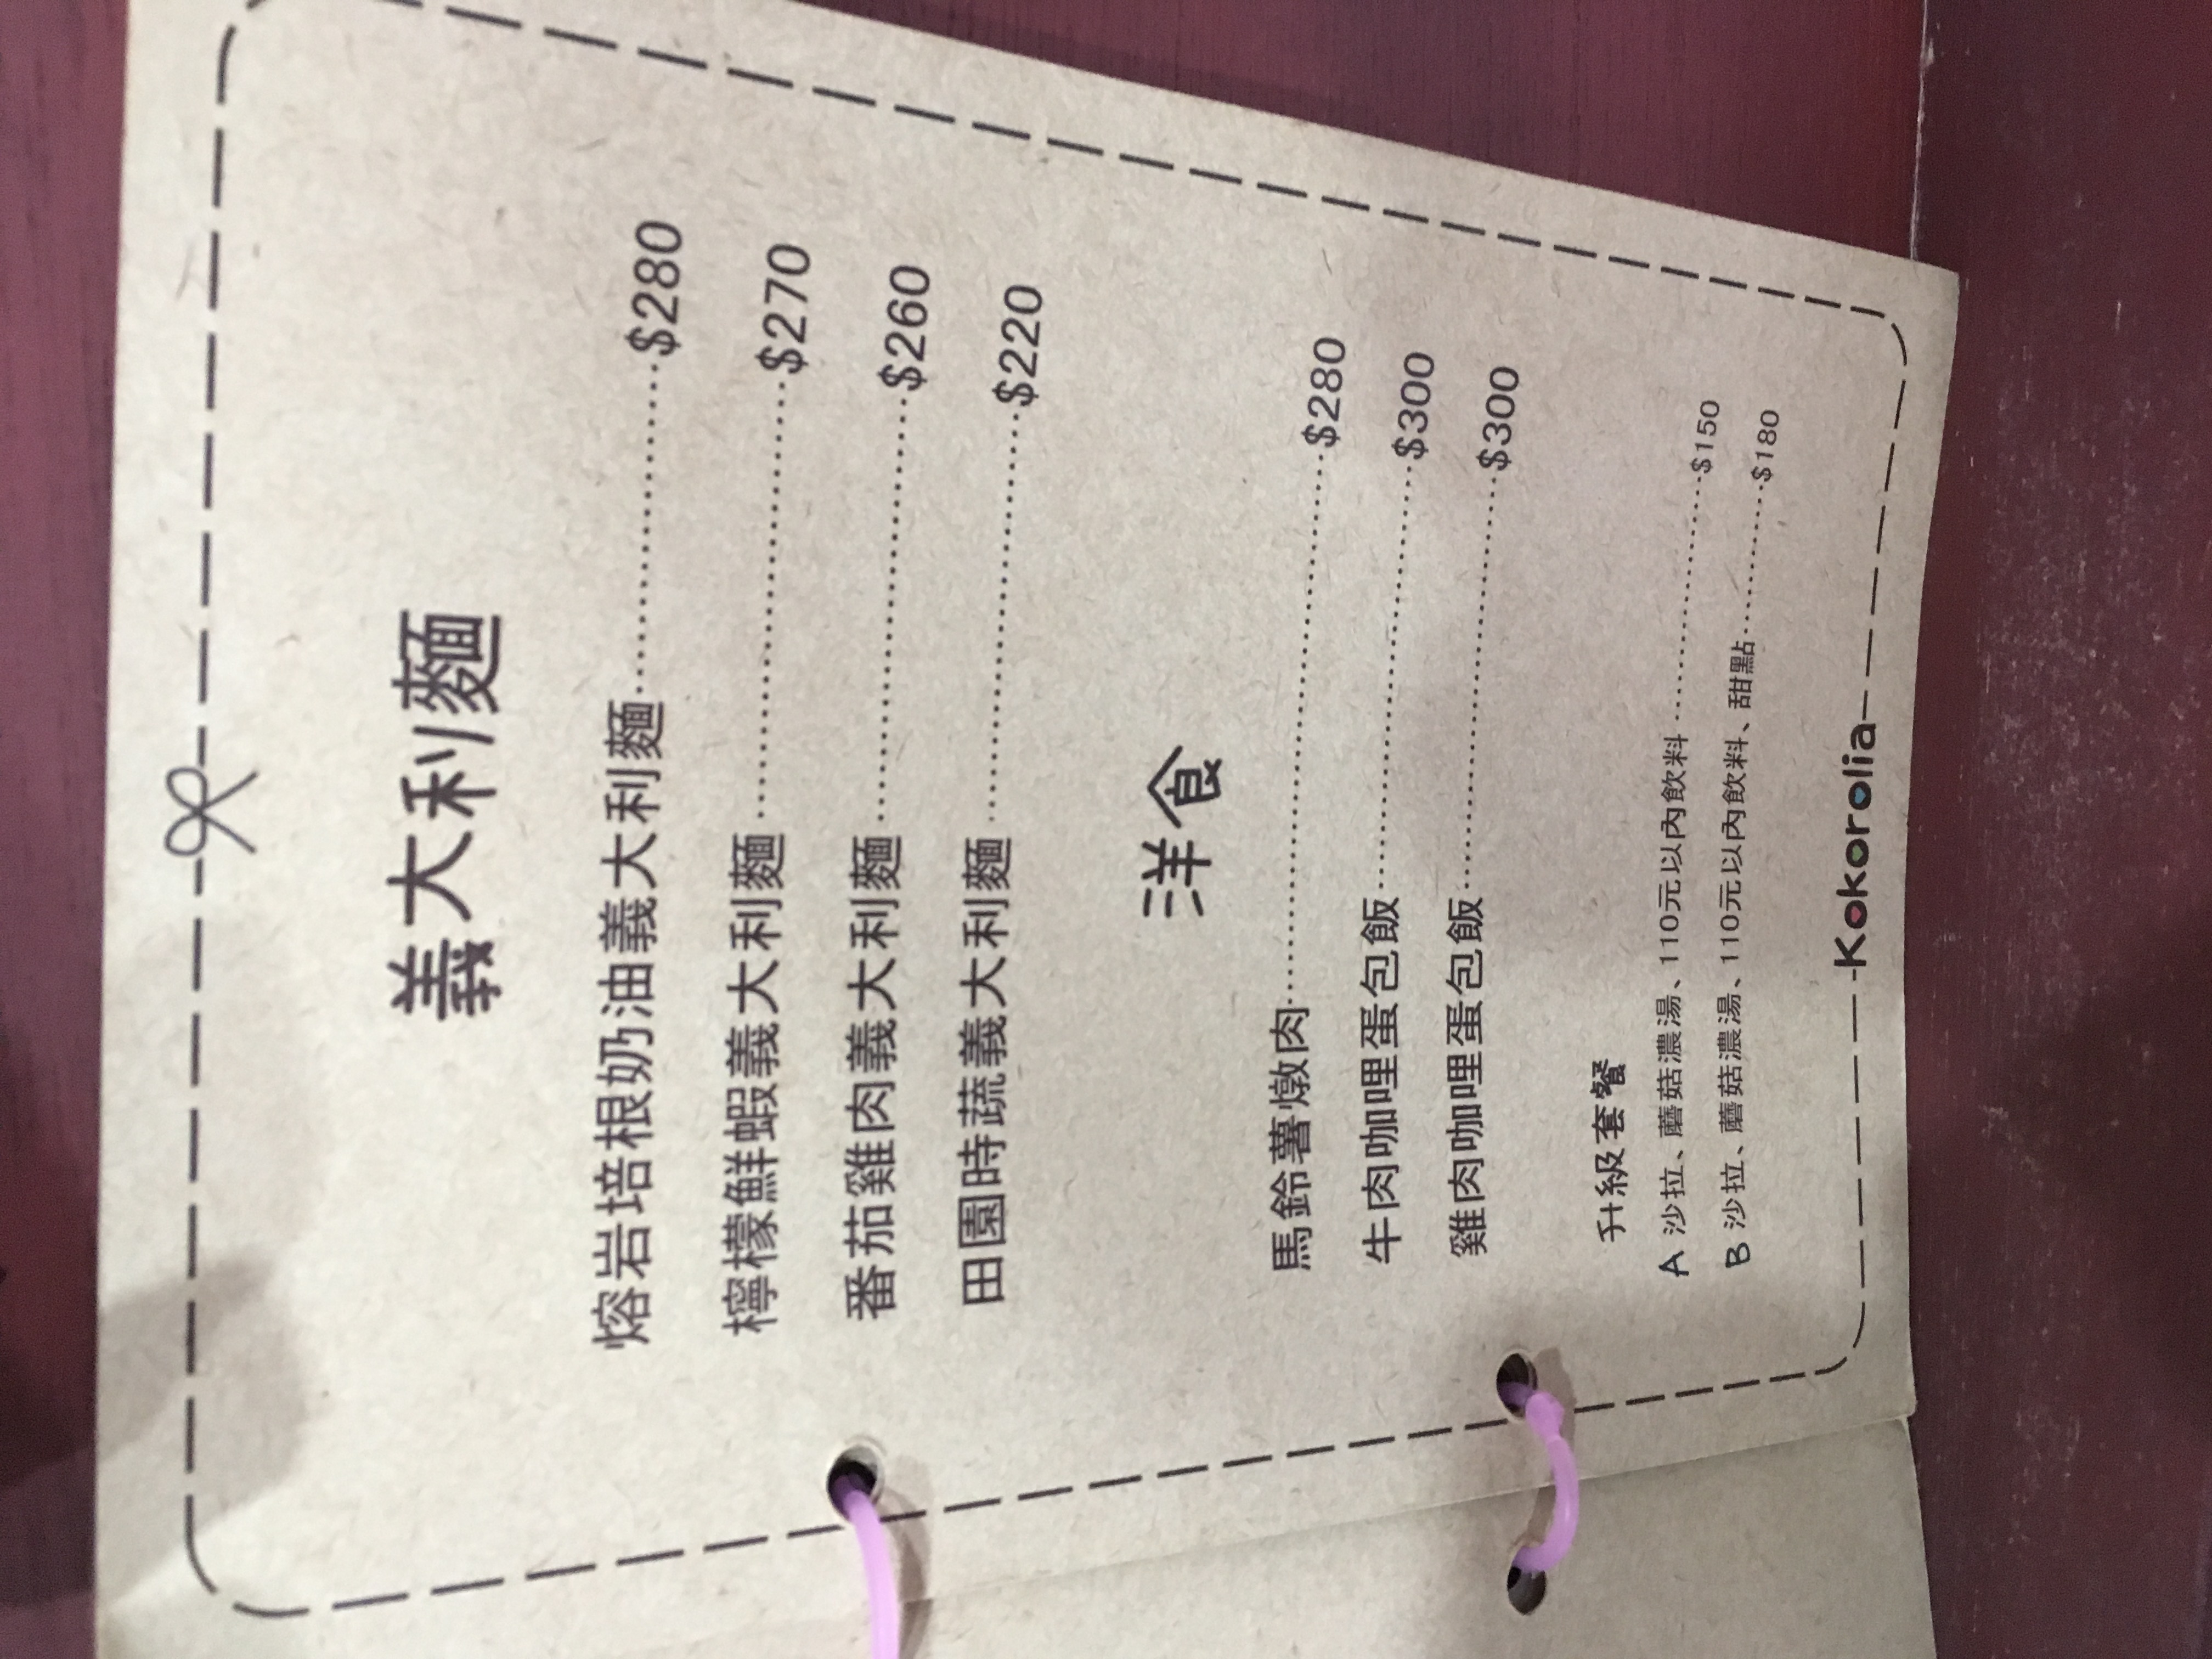 義大利麵
熔岩培根奶油義大利麵 $280
檸檬鮮蝦義大利麵 $270
番茄雞肉義大利麵 $260
田園時蔬義大利麵 $220
洋食
馬鈴薯燉肉 $280
牛肉咖哩蛋包飯 $300
雞肉咖哩蛋包飯 $300
升級套餐
A 沙拉、蘑菇濃湯、110元以內飲料 $150
B 沙拉、蘑菇濃湯、110元以內飲料、甜點 $180
Kokorolia